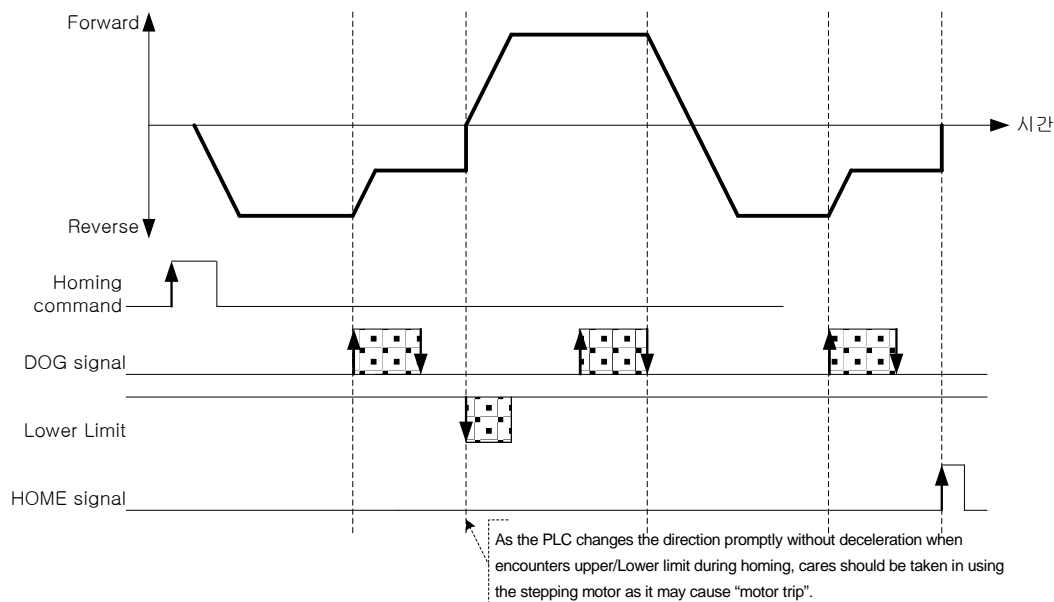 Forward
시간
Reverse
Homing
command
DOG signal
Lower Limit
HOME signal
As the PLC changes the direction promptly without deceleration when
encounters upper/Lower limit during homing, cares should be taken in using
the stepping motor as it may cause “motor trip”.